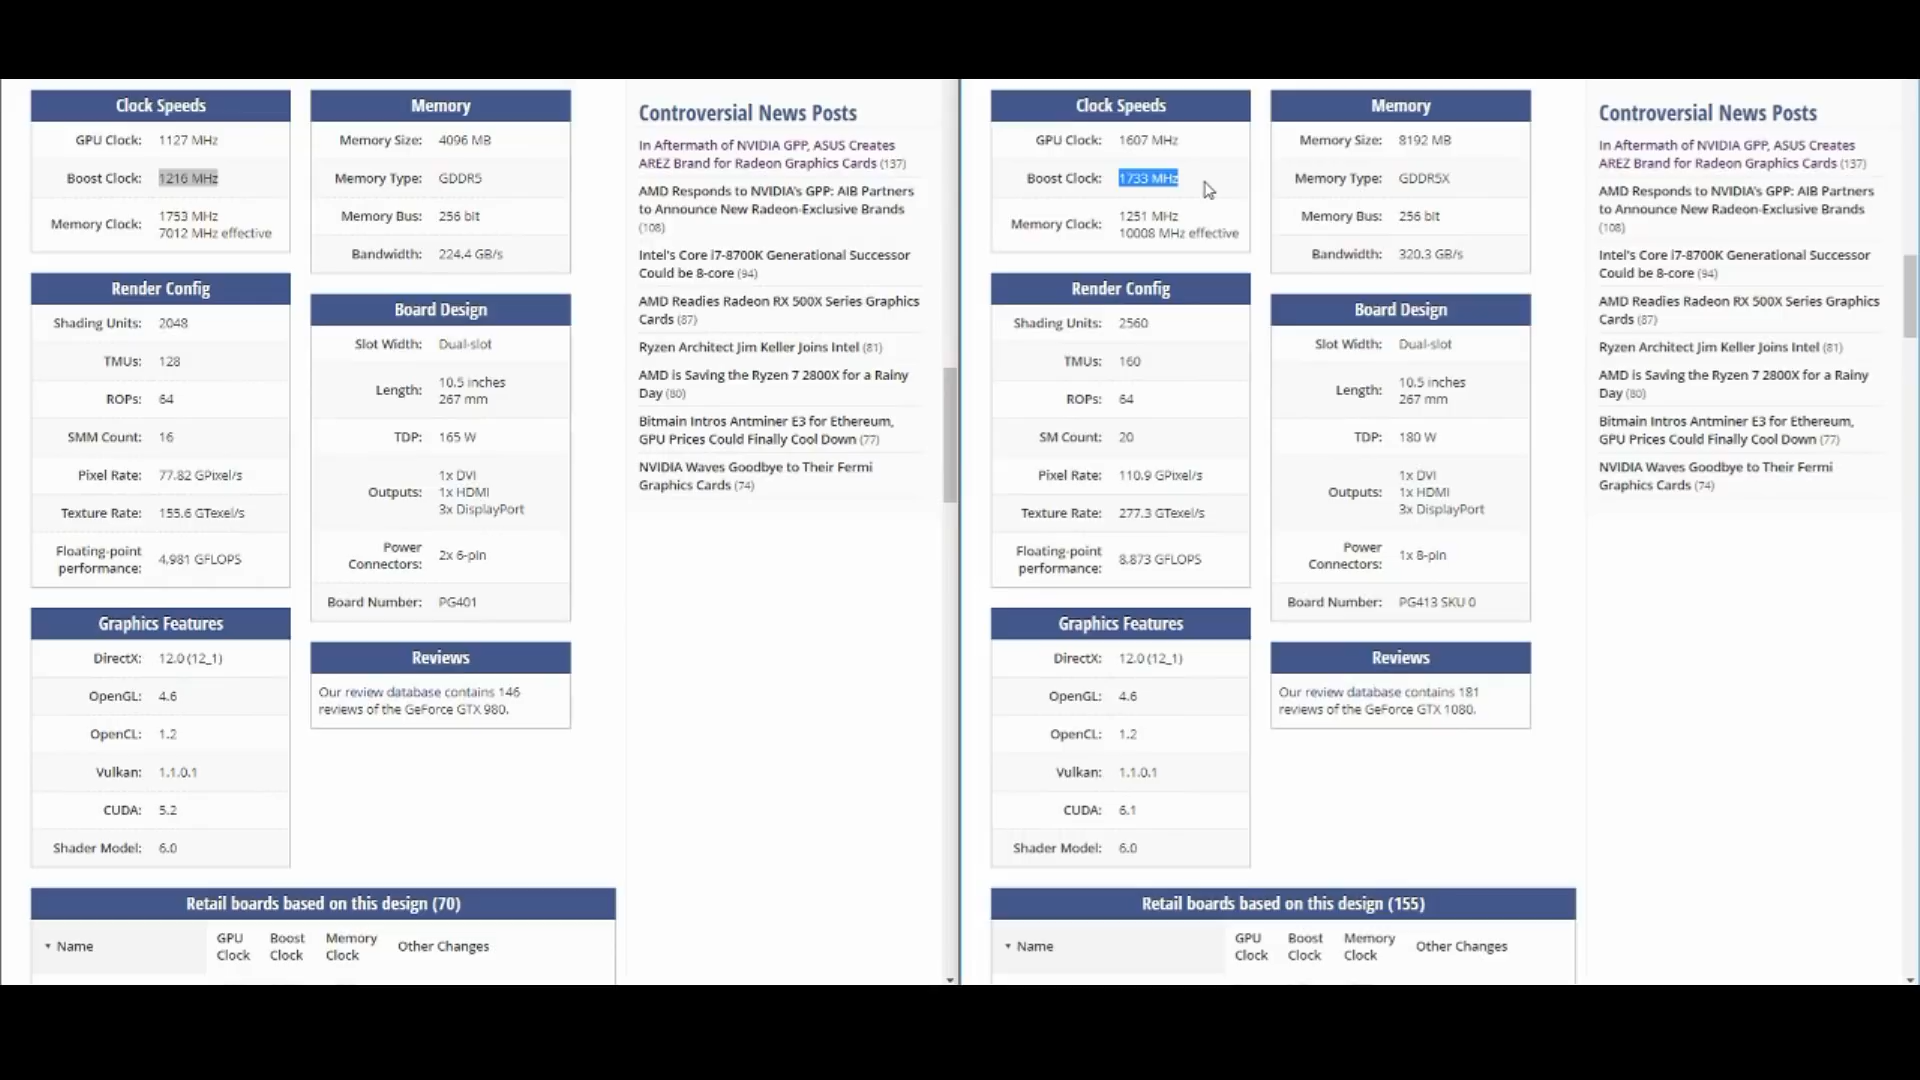 Clock Speeds
GPU Clock: 1127 MHz
Boost Clock: 1216 MHz
Memory Clock: 1753 MHz
7012 MHz effective
Render Config
Shading Units: 2048
TMUs: 128
ROPs: 64
SMM Count: 16
Pixel Rate: 77.82 GPixel/s
Texture Rate: 155.6 GTexel/s
Floating-point
performance: 4,981 GFLOPS
Graphics Features
DirectX: 12.0 (12_1)
OpenGL: 4.6
OpenCL: 1.2
Vulkan: 1.1.0.1
CUDA: 5.2
Shader Model: 6.0
Memory
Memory Size: 4096 MB
Memory Type: GDDR5
Memory Bus: 256 bit
Bandwidth: 224.4 GB/s
Board Design
Slot Width: Dual-slot
Length: 10.5 inches
267 mm
TDP: 165 W
Outputs: 1x DVI
1x HDMI
3x DisplayPort
Power
Connectors: 2x 6-pin
Board Number: PG401
Reviews
Our review database contains 146
reviews of the GeForce GTX 980.
Retail boards based on this design (70)
Name GPU Clock Boost Clock Memory Clock Other Changes
Controversial News Posts
In Aftermath of NVIDIA GPP, ASUS Creates
AREZ Brand for Radeon Graphics Cards (137)
AMD Responds to NVIDIA's GPP: AIB Partners
to Announce New Radeon-Exclusive Brands
(108)
Intel's Core i7-8700K Generational Successor
Could be 8-core (94)
AMD Readies Radeon RX 500X Series Graphics
Cards (87)
Ryzen Architect Jim Keller Joins Intel (81)
AMD is Saving the Ryzen 7 2800X for a Rainy
Day (80)
Bitmain Intros Antminer E3 for Ethereum,
GPU Prices Could Finally Cool Down (77)
NVIDIA Waves Goodbye to Their Fermi
Graphics Cards (74)
Clock Speeds
GPU Clock: 1607 MHz
Boost Clock: 1733 MHz
Memory Clock: 1251 MHz
10008 MHz effective
Render Config
Shading Units: 2560
TMUs: 160
ROPs: 64
SM Count: 20
Pixel Rate: 110.9 GPixel/s
Texture Rate: 277.3 GTexel/s
Floating-point
performance: 8,873 GFLOPS
Graphics Features
DirectX: 12.0 (12_1)
OpenGL: 4.6
OpenCL: 1.2
Vulkan: 1.1.0.1
CUDA: 6.1
Shader Model: 6.0
Memory
Memory Size: 8192 MB
Memory Type: GDDR5X
Memory Bus: 256 bit
Bandwidth: 320.3 GB/s
Board Design
Slot Width: Dual-slot
Length: 10.5 inches
267 mm
TDP: 180 W
Outputs: 1x DVI
1x HDMI
3x DisplayPort
Power
Connectors: 1x 8-pin
Board Number: PG413 SKU 0
Reviews
Our review database contains 181
reviews of the GeForce GTX 1080.
Retail boards based on this design (155)
Name GPU Clock Boost Clock Memory Clock Other Changes
Controversial News Posts
In Aftermath of NVIDIA GPP, ASUS Creates
AREZ Brand for Radeon Graphics Cards (137)
AMD Responds to NVIDIA's GPP: AIB Partners
to Announce New Radeon-Exclusive Brands
(108)
Intel's Core i7-8700K Generational Successor
Could be 8-core (94)
AMD Readies Radeon RX 500X Series Graphics
Cards (87)
Ryzen Architect Jim Keller Joins Intel (81)
AMD is Saving the Ryzen 7 2800X for a Rainy
Day (80)
Bitmain Intros Antminer E3 for Ethereum,
GPU Prices Could Finally Cool Down (77)
NVIDIA Waves Goodbye to Their Fermi
Graphics Cards (74)